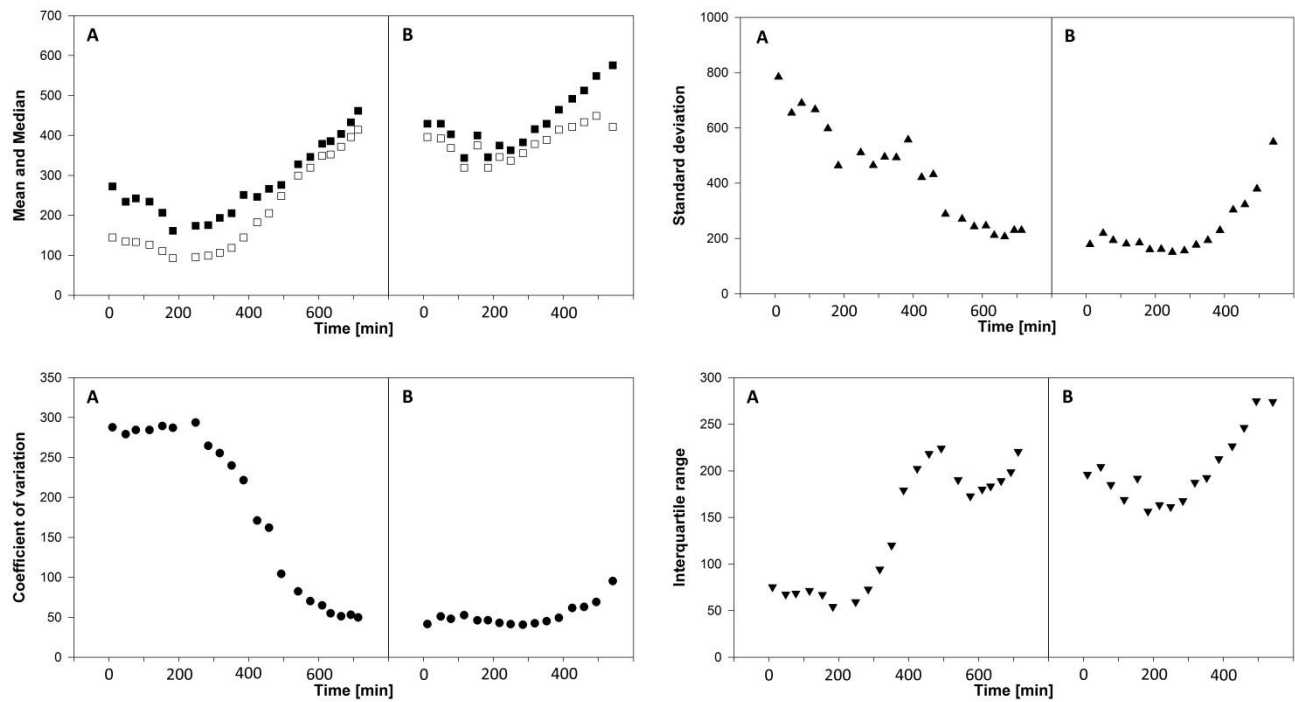 Mean and Median
700
600
500
400
300
200
100
0
A
B
0 200 400 600 0 200 400
Time [min]
Standard deviation
1000
800
600
400
200
0
A
B
0 200 400 600 0 200 400
Time [min]
Coefficient of variation
350
300
250
200
150
100
50
0
A
B
0 200 400 600 0 200 400
Time [min]
Interquartile range
300
250
200
150
100
50
0
A
B
0 200 400 600 0 200 400
Time [min]